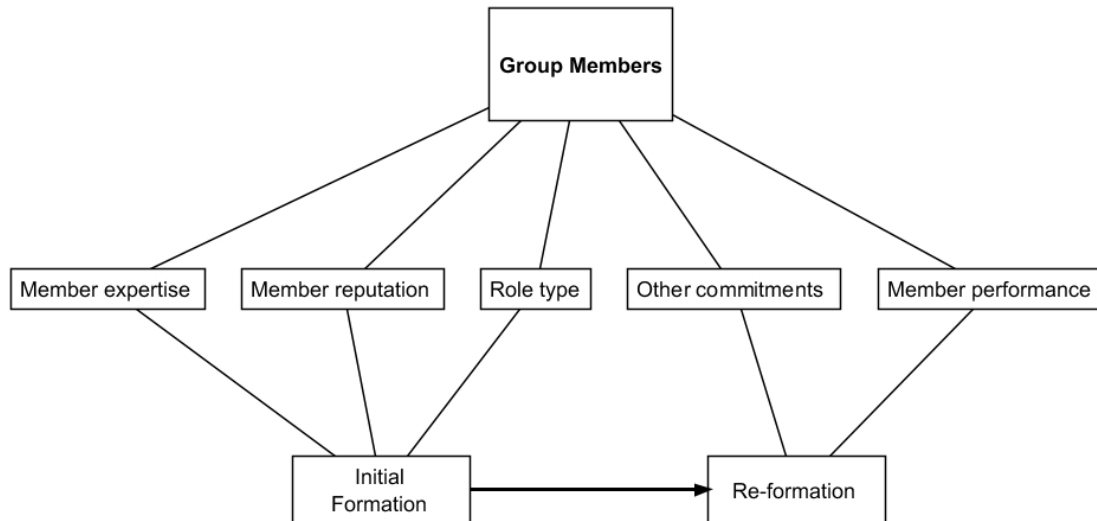 Group Members
Member expertise
Member reputation
Role type
Other commitments
Member performance
Initial
Formation
Re-formation